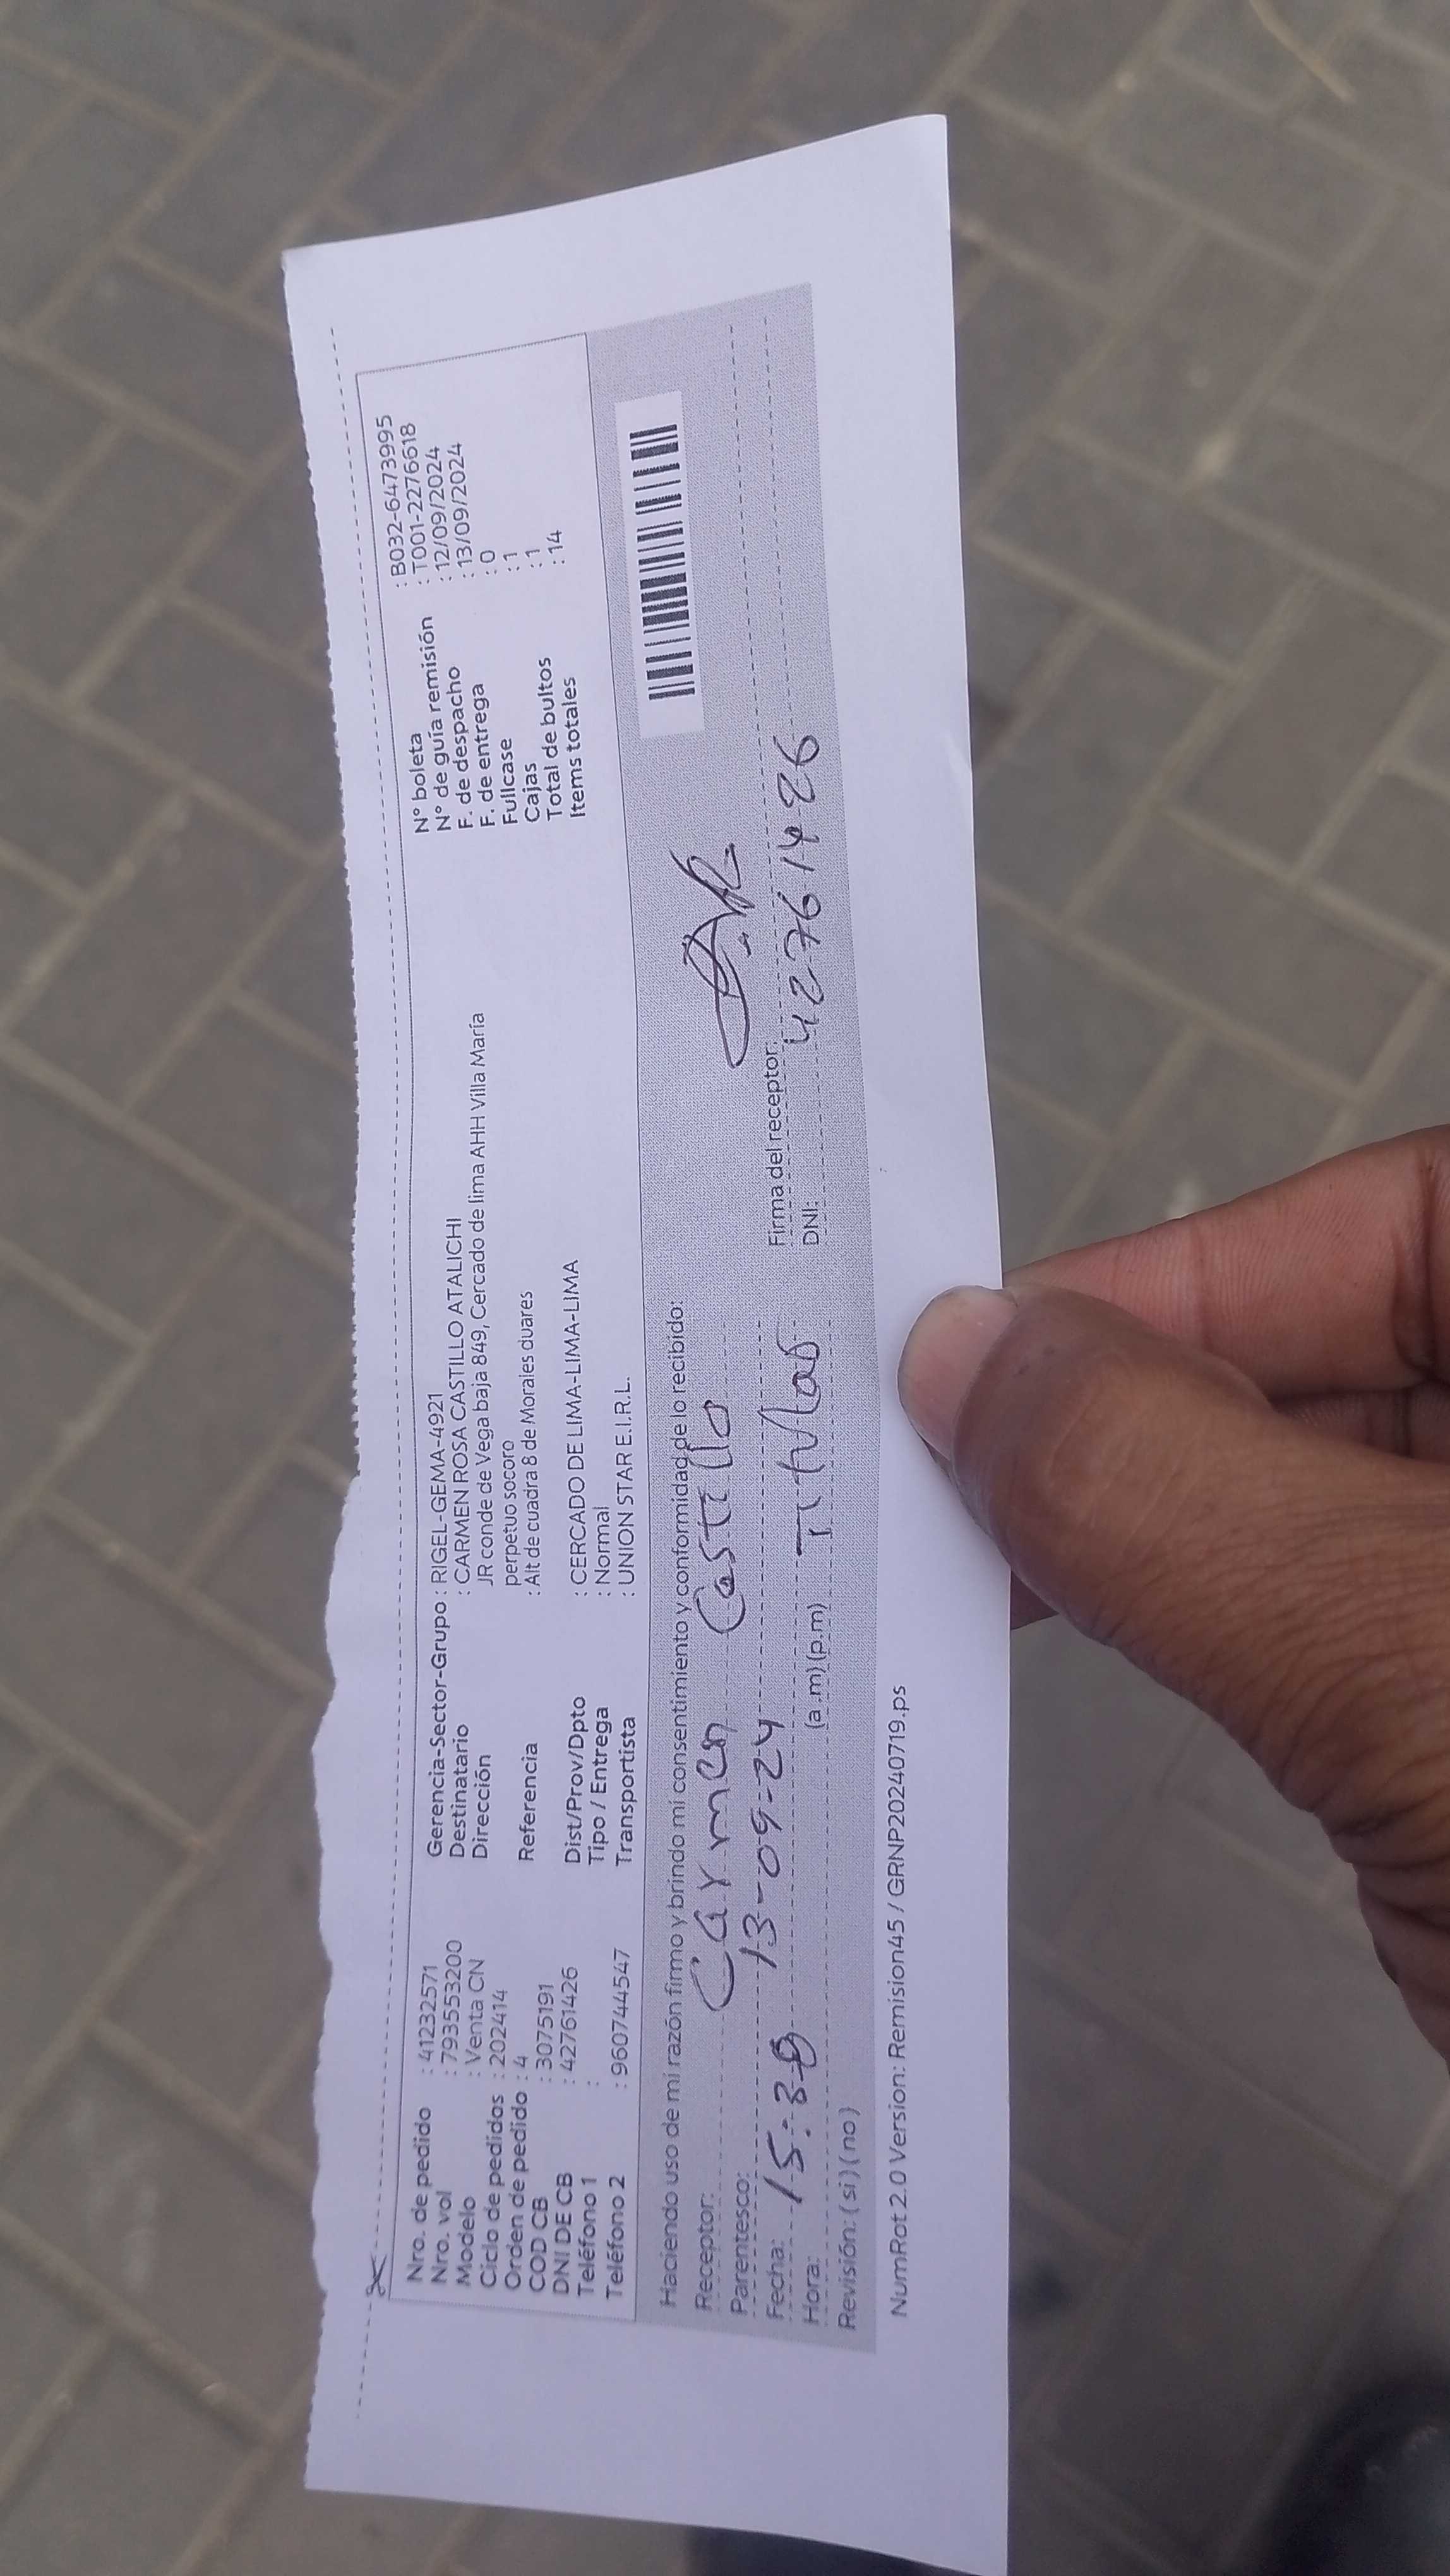 Nro. de pedido : 41232571
Nro. vol : 793553200
Modelo : Venta CN
Ciclo de pedidos : 202414
Orden de pedido : 4
COD CB : 3075191
DNI DE CB : 42761426
Teléfono 1 :
Teléfono 2 : 960744547
Gerencia-Sector-Grupo : RIGEL-GEMA-4921
Destinatario : CARMEN ROSA CASTILLO ATALICHI
Dirección JR conde de Vega baja 849, Cercado de lima AHH Villa María
perpetuo socoro
Referencia : Alt de cuadra 8 de Morales duares
Dist/Prov/Dpto : CERCADO DE LIMA-LIMA-LIMA
Tipo / Entrega : Normal
Transportista : UNION STAR E.I.R.L.
N° boleta : B032-6473995
N° de guía remisión : T001-2276618
F. de despacho : 12/09/2024
F. de entrega : 13/09/2024
Fullcase : 0
Cajas : 1
Total de bultos : 1
Items totales : 14
Haciendo uso de mi razón firmo y brindo mi consentimiento y conformidad de lo recibido:
Receptor: Carmen Castillo
Parentesco:
Fecha: 13-09-24
Hora: (a.m) (p.m) Titular
Revisión: ( si ) ( no )
Firma del receptor:
DNI: 42761426
NumRot 2.0 Version: Remision45 / GRNP20240719.ps